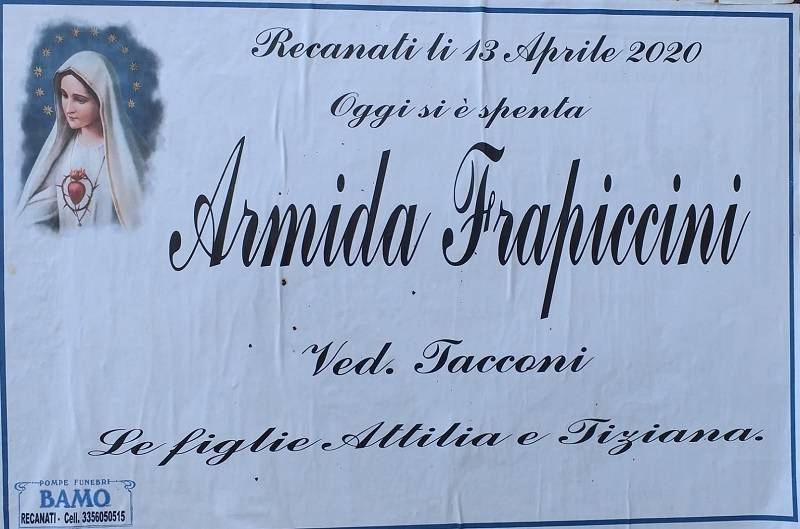 Recanati li 13 Aprile 2020
Oggi si è spenta
Armida Frapiccini
Ved. Tacconi
Le figlie Attilia e Tiziana.
POMPE FUNEBRI
BAMO
RECANATI - Cell. 3356050515